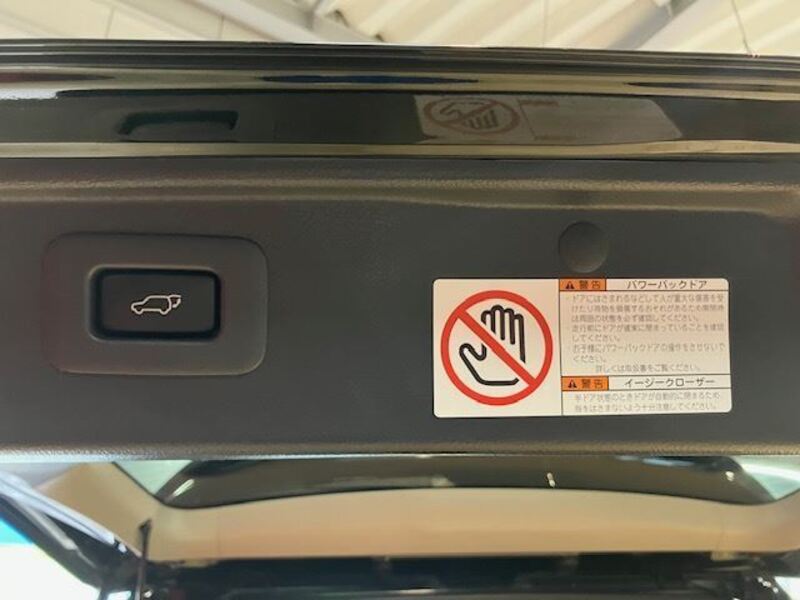 警告 パワーバックドア
・ドアにはさまれるなどして人が重大な傷害を受
けたり荷物を損傷するおそれがあるため開閉時
は周囲の状態を必ず確認してください。
・走行前にドアが確実に閉まっていることを確認
してください。
・お子様にパワーバックドアの操作をさせないで
ください。
詳しくは取扱書をご覧ください。
警告 イージークローザー
半ドア状態のときドアが自動的に閉まるため、
指をはさまないよう十分注意してください。